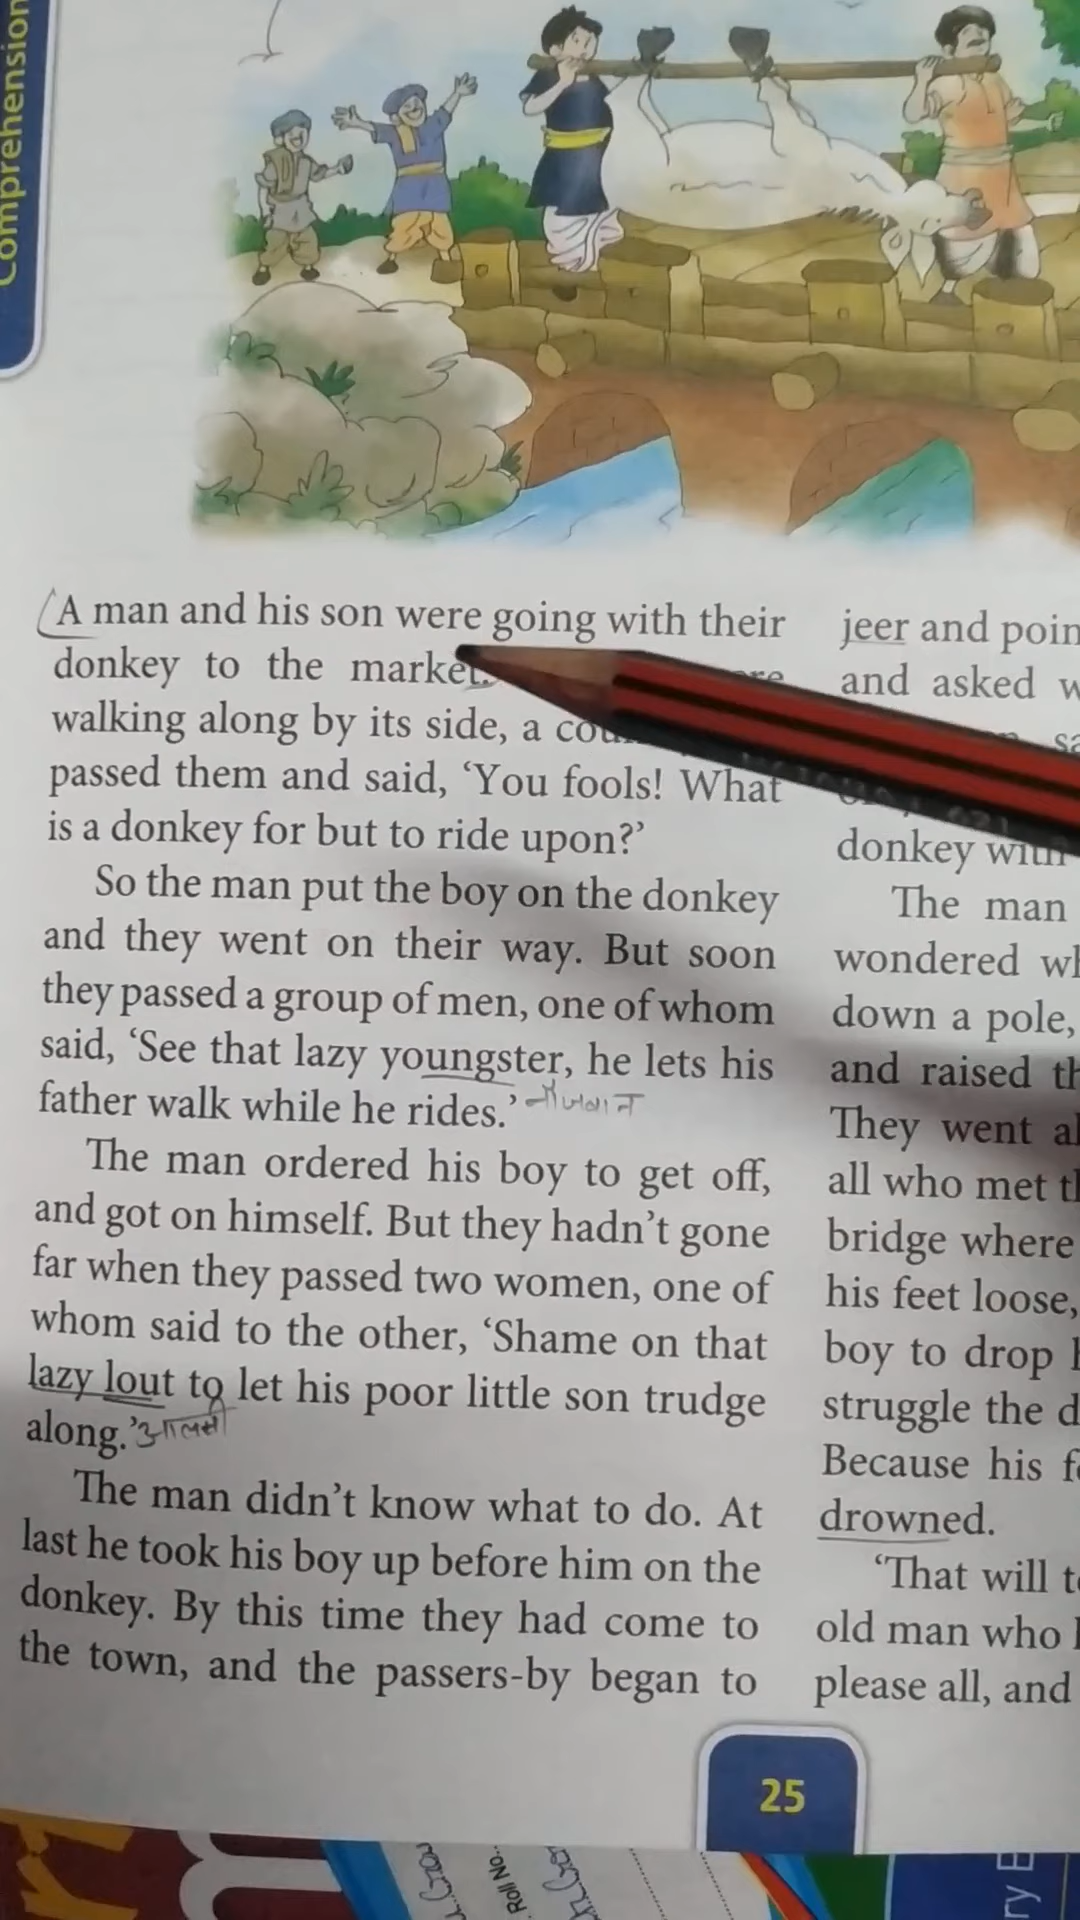 Comprehension
A man and his son were going with their
donkey to the market.
walking along by its side, a
passed them and said, ‘You fools! What
is a donkey for but to ride upon?’
So the man put the boy on the donkey
and they went on their way. But soon
they passed a group of men, one of whom
said, ‘See that lazy youngster, he lets his
father walk while he rides.’ नौजवान
The man ordered his boy to get off,
and got on himself. But they hadn’t gone
far when they passed two women, one of
whom said to the other, ‘Shame on that
lazy lout to let his poor little son trudge
along.’ आलसी
The man didn’t know what to do. At
last he took his boy up before him on the
donkey. By this time they had come to
the town, and the passers-by began to
jeer and poin
and asked w
donkey with
The man
wondered wh
down a pole,
and raised th
They went al
all who met th
bridge where
his feet loose,
boy to drop h
struggle the d
Because his fe
drowned.
‘That will te
old man who h
please all, and
25
Roll No.